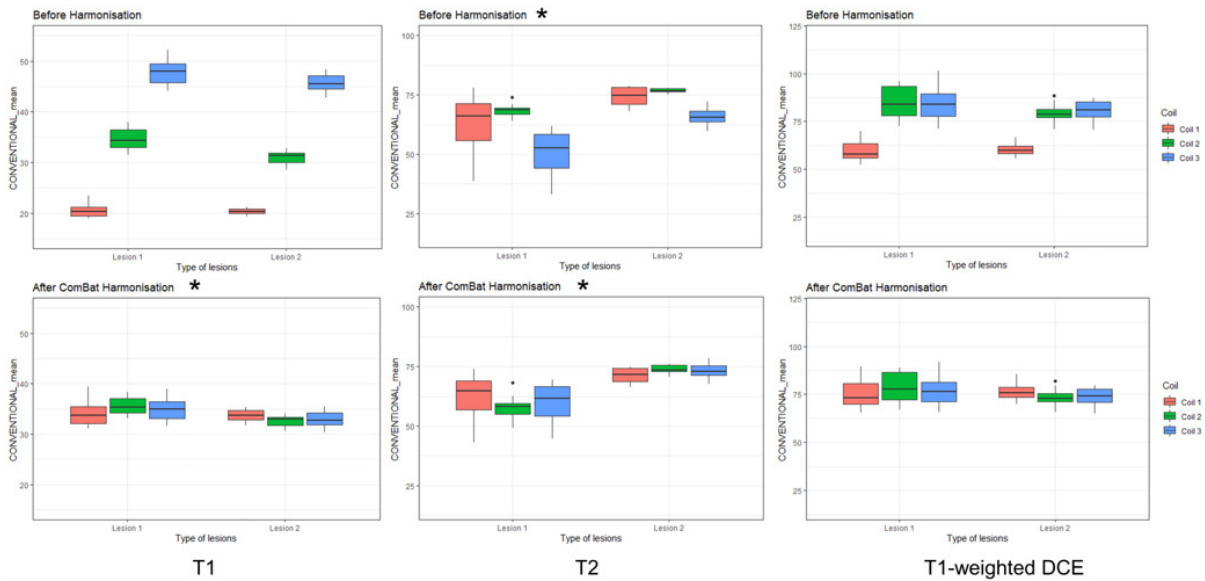 Before Harmonisation
CONVENTIONAL_mean
50
40
30
20
Lesion 1 Lesion 2
Type of lesions
Before Harmonisation *
CONVENTIONAL_mean
100
75
50
25
Lesion 1 Lesion 2
Type of lesions
Before Harmonisation
CONVENTIONAL_mean
125
100
75
50
25
Lesion 1 Lesion 2
Type of lesions
Coil
Coil 1
Coil 2
Coil 3
After ComBat Harmonisation *
CONVENTIONAL_mean
50
40
30
20
Lesion 1 Lesion 2
Type of lesions
After ComBat Harmonisation *
CONVENTIONAL_mean
100
75
50
25
Lesion 1 Lesion 2
Type of lesions
After ComBat Harmonisation
CONVENTIONAL_mean
125
100
75
50
25
Lesion 1 Lesion 2
Type of lesions
Coil
Coil 1
Coil 2
Coil 3
T1
T2
T1-weighted DCE